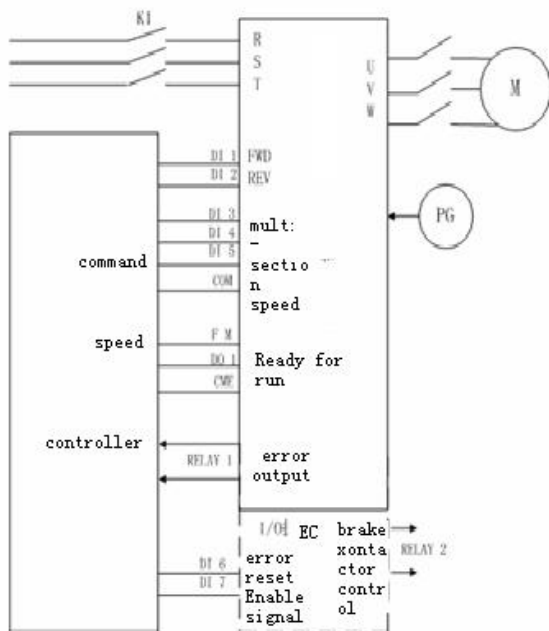 K1
R
S
T
U
V
W
M
DI 1 FWD
DI 2 REV
PG
DI 3
DI 4
DI 5
COM
mult:
-
sectio
n
speed
command
speed
controller
F M
DO 1
CME
Ready for
run
RELAY 1
error
output
I/O EC
DI 6
DI 7
error
reset
Enable
signal
brake
xonta
ctor
contr
ol
RELAY 2